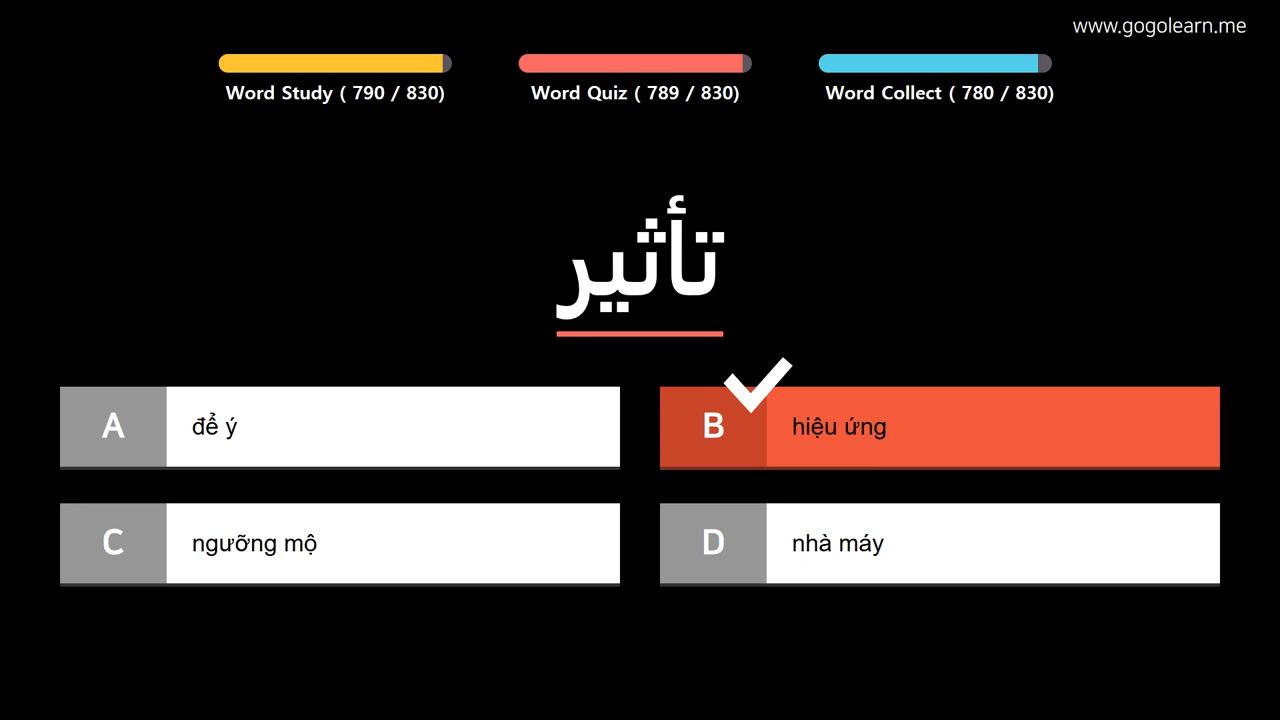 www.gogolearn.me
Word Study ( 790 / 830)
Word Quiz ( 789 / 830)
Word Collect ( 780 / 830)
تأثير
A
để ý
B
hiệu ứng
C
ngưỡng mộ
D
nhà máy